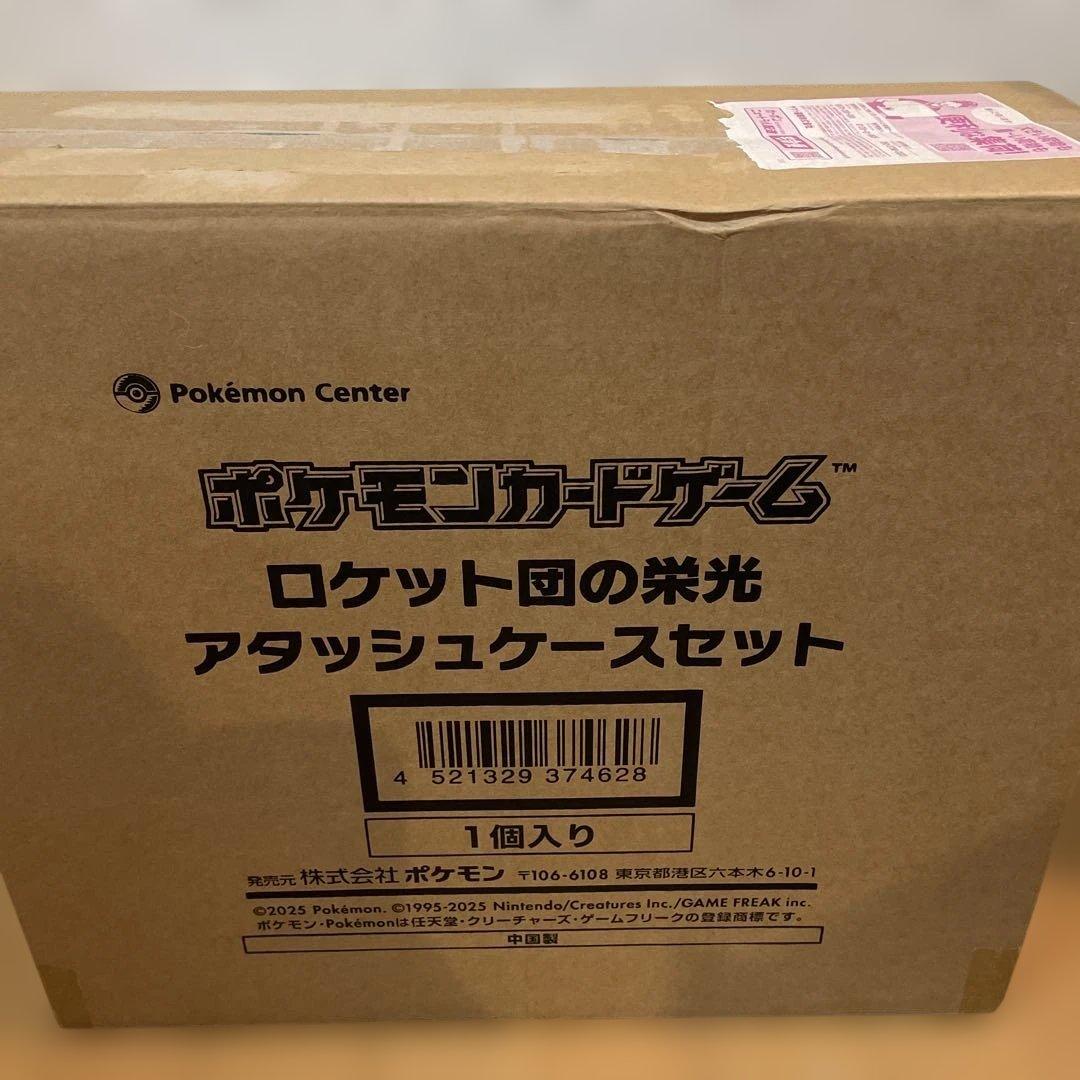 Pokémon Center
ポケモンカードゲーム™
ロケット団の栄光
アタッシュケースセット
4 521329 374628
1個入り
発売元 株式会社 ポケモン 〒106-6108 東京都港区六本木6-10-1
©2025 Pokémon. ©1995-2025 Nintendo/Creatures Inc./GAME FREAK inc.
ポケモン・Pokémonは任天堂・クリーチャーズ・ゲームフリークの登録商標です。
中国製